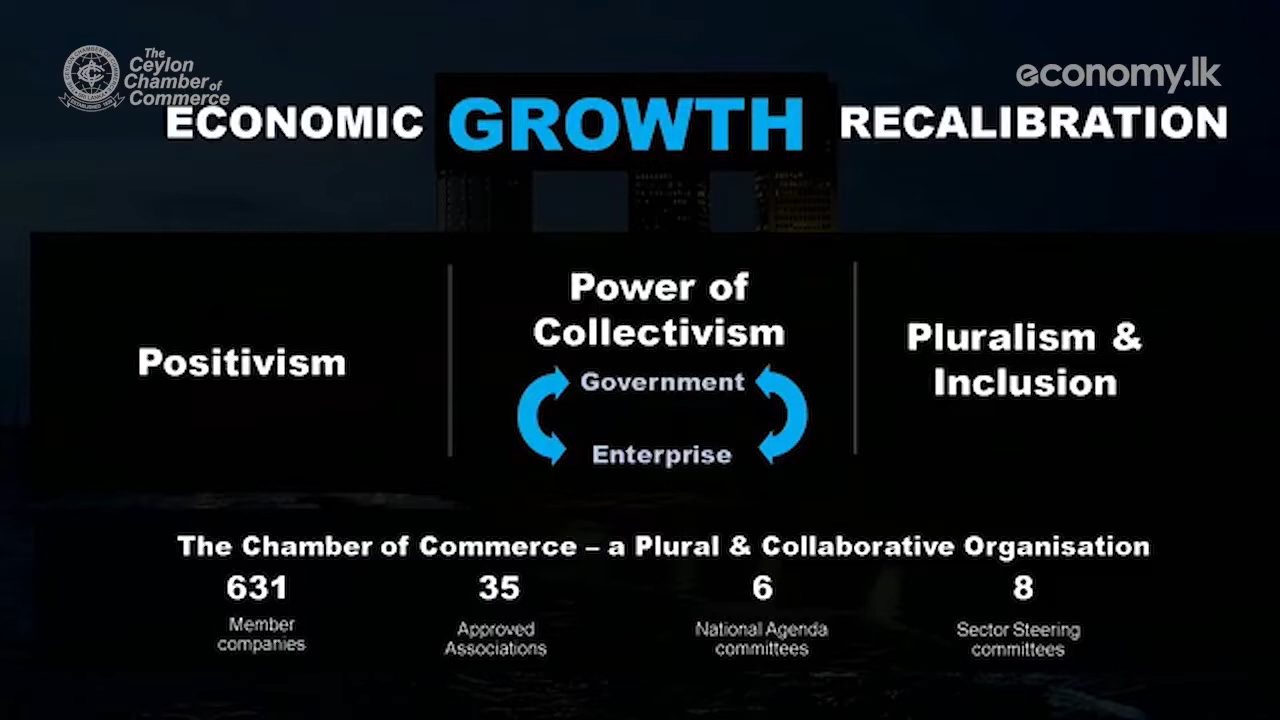 The
Ceylon
Chamber of
Commerce
economy.lk
ECONOMIC GROWTH RECALIBRATION
Positivism
Power of
Collectivism
Government
Enterprise
Pluralism &
Inclusion
The Chamber of Commerce – a Plural & Collaborative Organisation
631
Member
companies
35
Approved
Associations
6
National Agenda
committees
8
Sector Steering
committees